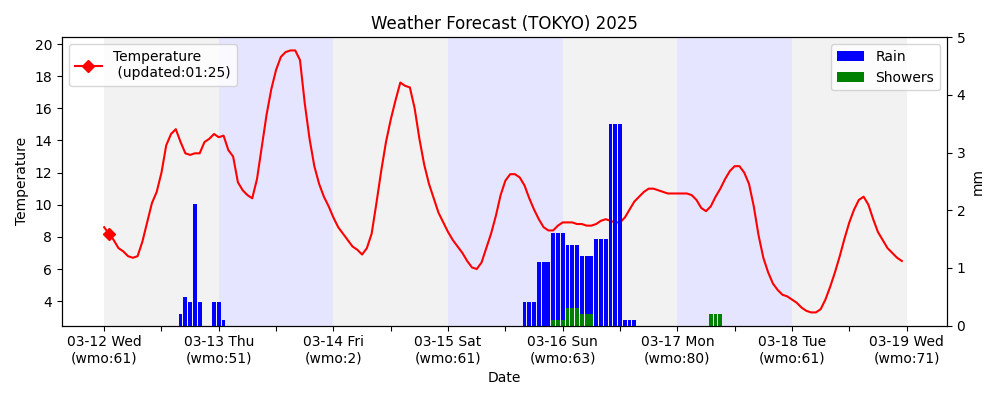 Weather Forecast (TOKYO) 2025
Temperature
(updated:01:25)
Rain
Showers
20
18
16
14
12
10
8
6
4
Temperature
5
4
3
2
1
0
mm
03-12 Wed
(wmo:61)
03-13 Thu
(wmo:51)
03-14 Fri
(wmo:2)
03-15 Sat
(wmo:61)
03-16 Sun
(wmo:63)
03-17 Mon
(wmo:80)
03-18 Tue
(wmo:61)
03-19 Wed
(wmo:71)
Date